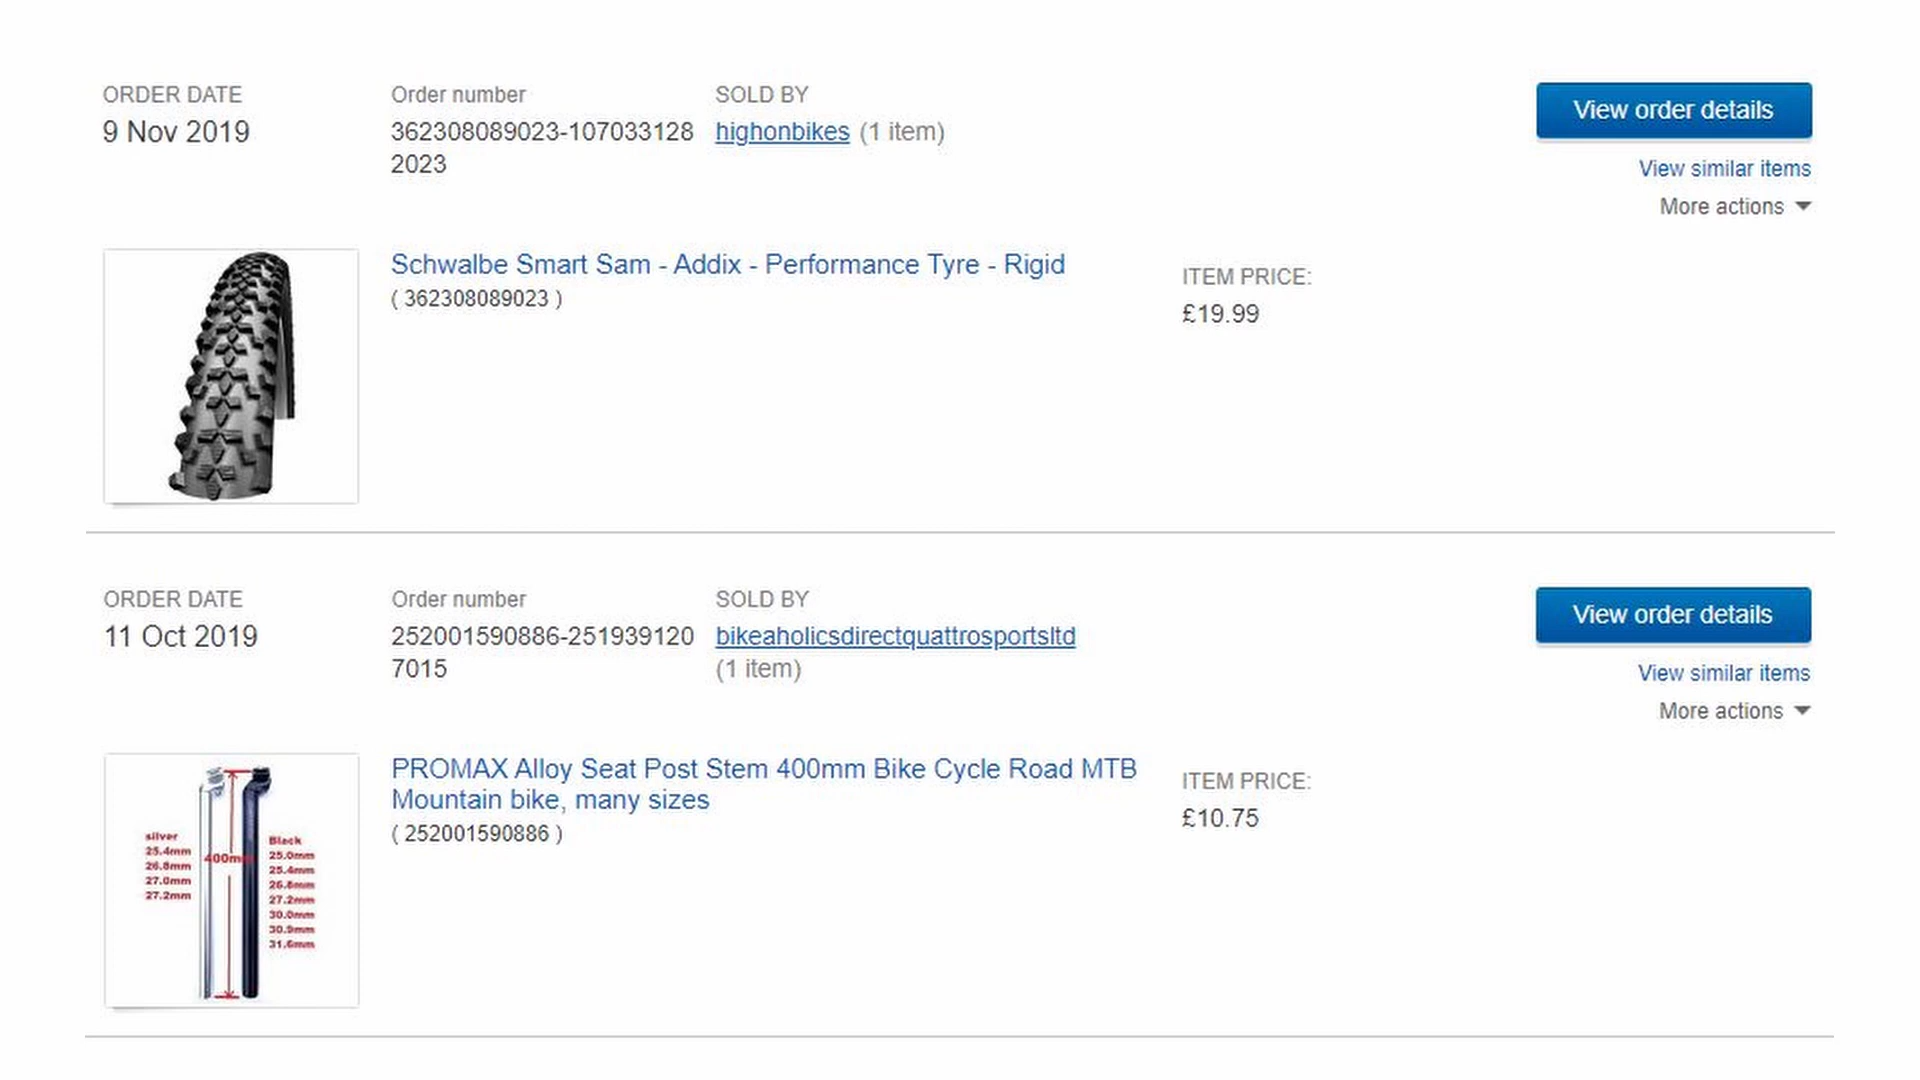 ORDER DATE
9 Nov 2019
Order number
362308089023-107033128
2023
SOLD BY
highonbikes (1 item)
View order details
View similar items
More actions
Schwalbe Smart Sam - Addix - Performance Tyre - Rigid
( 362308089023 )
ITEM PRICE:
£19.99
ORDER DATE
11 Oct 2019
Order number
252001590886-251939120
7015
SOLD BY
bikeaholicsdirectquattrosportsltd
(1 item)
View order details
View similar items
More actions
silver
25.4mm
26.8mm
27.0mm
27.2mm
400mm
Black
25.0mm
25.4mm
26.8mm
27.2mm
30.0mm
30.9mm
31.6mm
PROMAX Alloy Seat Post Stem 400mm Bike Cycle Road MTB
Mountain bike, many sizes
( 252001590886 )
ITEM PRICE:
£10.75